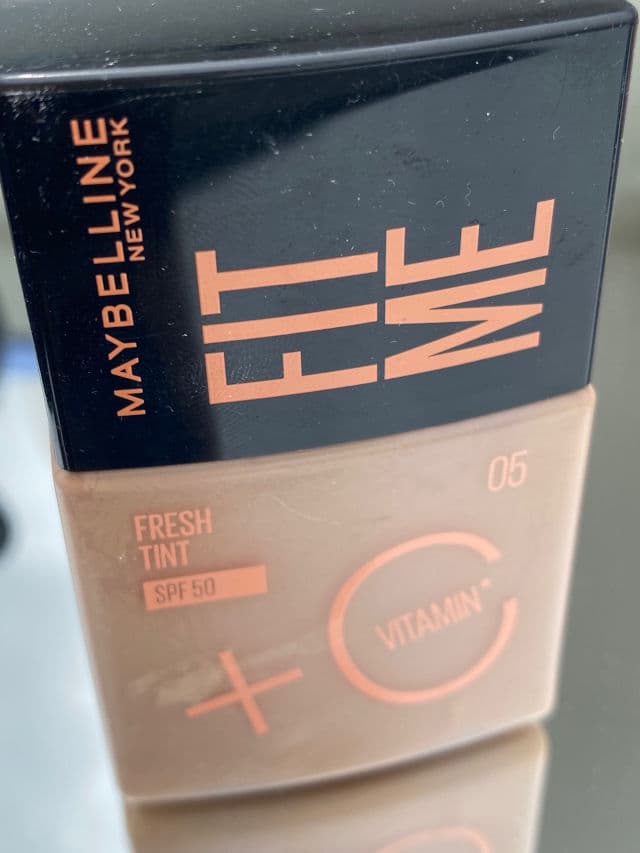 MAYBELLINE
NEW YORK
FIT
ME
05
FRESH
TINT
SPF 50
+ C
VITAMIN*